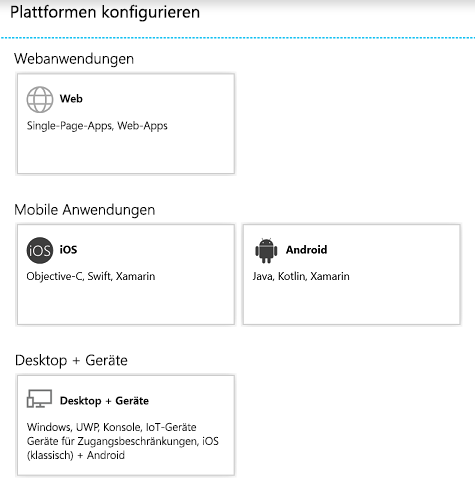 Plattformen konfigurieren
Webanwendungen
Web
Single-Page-Apps, Web-Apps
Mobile Anwendungen
iOS iOS
Objective-C, Swift, Xamarin
Android
Java, Kotlin, Xamarin
Desktop + Geräte
Desktop + Geräte
Windows, UWP, Konsole, IoT-Geräte
Geräte für Zugangsbeschränkungen, iOS
(klassisch) + Android